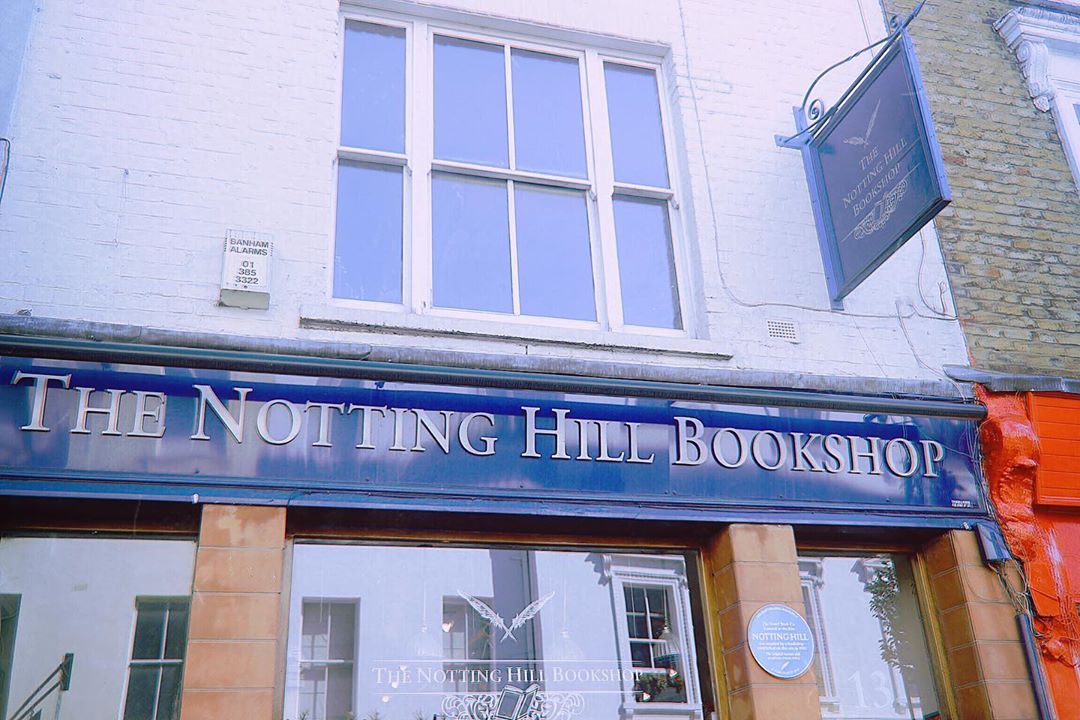 THE
NOTTING HILL
BOOKSHOP
BANHAM
ALARMS
01
385
3322
THE NOTTING HILL BOOKSHOP
THE NOTTING HILL BOOKSHOP
NOTTING HILL
13